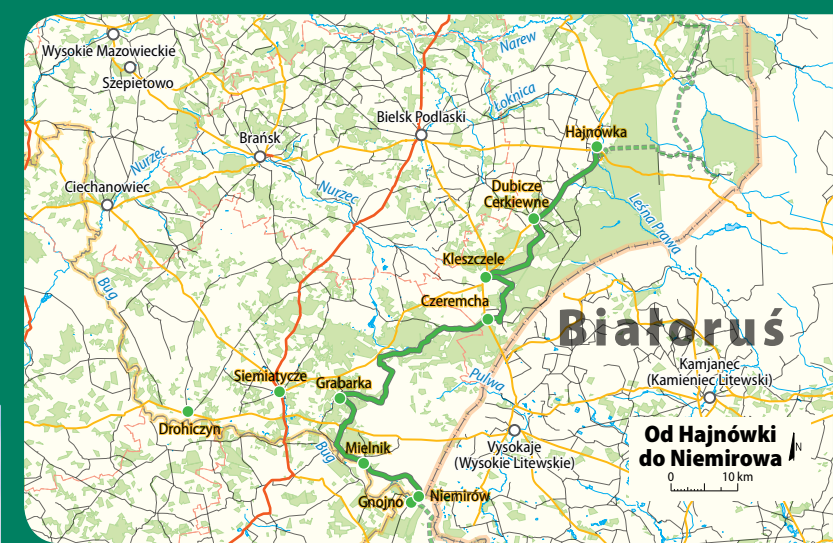 Wysokie Mazowieckie
Szepietowo
Narew
Łoknica
Bielsk Podlaski
Hajnówka
Brańsk
Nurzec
Ciechanowiec
Nurzec
Dubicze
Cerkiewne
Leśna Prawa
Kleszczele
Bug
Czeremcha
Białoruś
Kamjanec
(Kamieniec Litewski)
Siemiatycze
Grabarka
Pulwa
Drohiczyn
Od Hajnówki
do Niemirowa
N
0 10 km
Mielnik
Bug
Vysokaje
(Wysokie Litewskie)
Gnojno
Niemirów